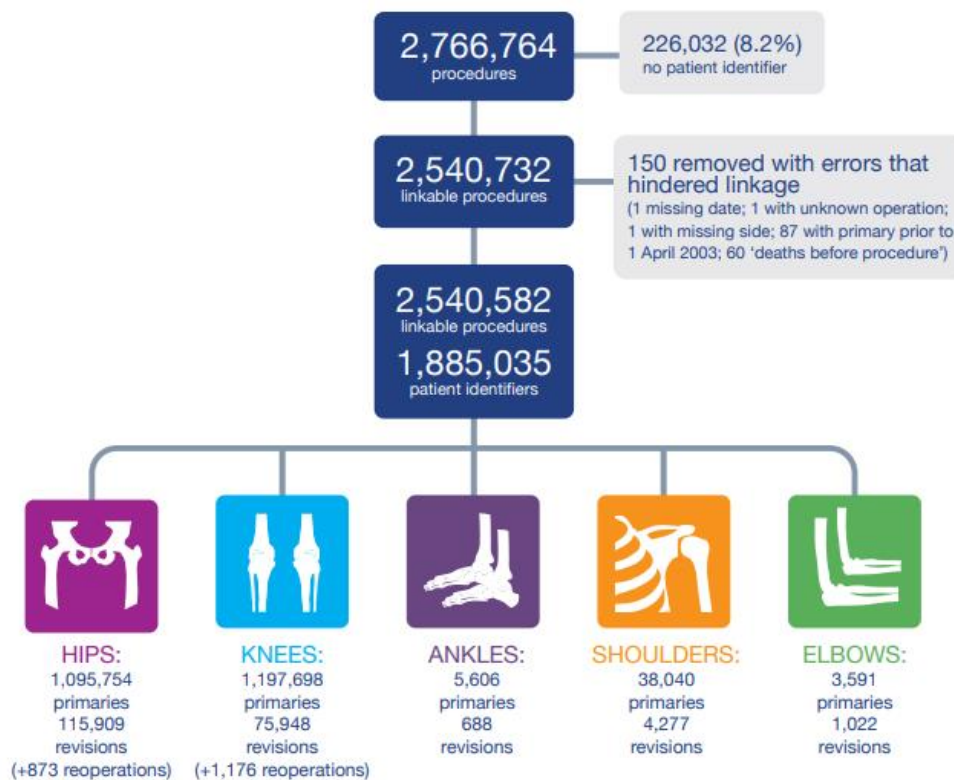 2,766,764
procedures
226,032 (8.2%)
no patient identifier
2,540,732
linkable procedures
150 removed with errors that
hindered linkage
(1 missing date; 1 with unknown operation;
1 with missing side; 87 with primary prior to
1 April 2003; 60 ‘deaths before procedure’)
2,540,582
linkable procedures
1,885,035
patient identifiers
HIPS:
1,095,754
primaries
115,909
revisions
(+873 reoperations)
KNEES:
1,197,698
primaries
75,948
revisions
(+1,176 reoperations)
ANKLES:
5,606
primaries
688
revisions
SHOULDERS:
38,040
primaries
4,277
revisions
ELBOWS:
3,591
primaries
1,022
revisions